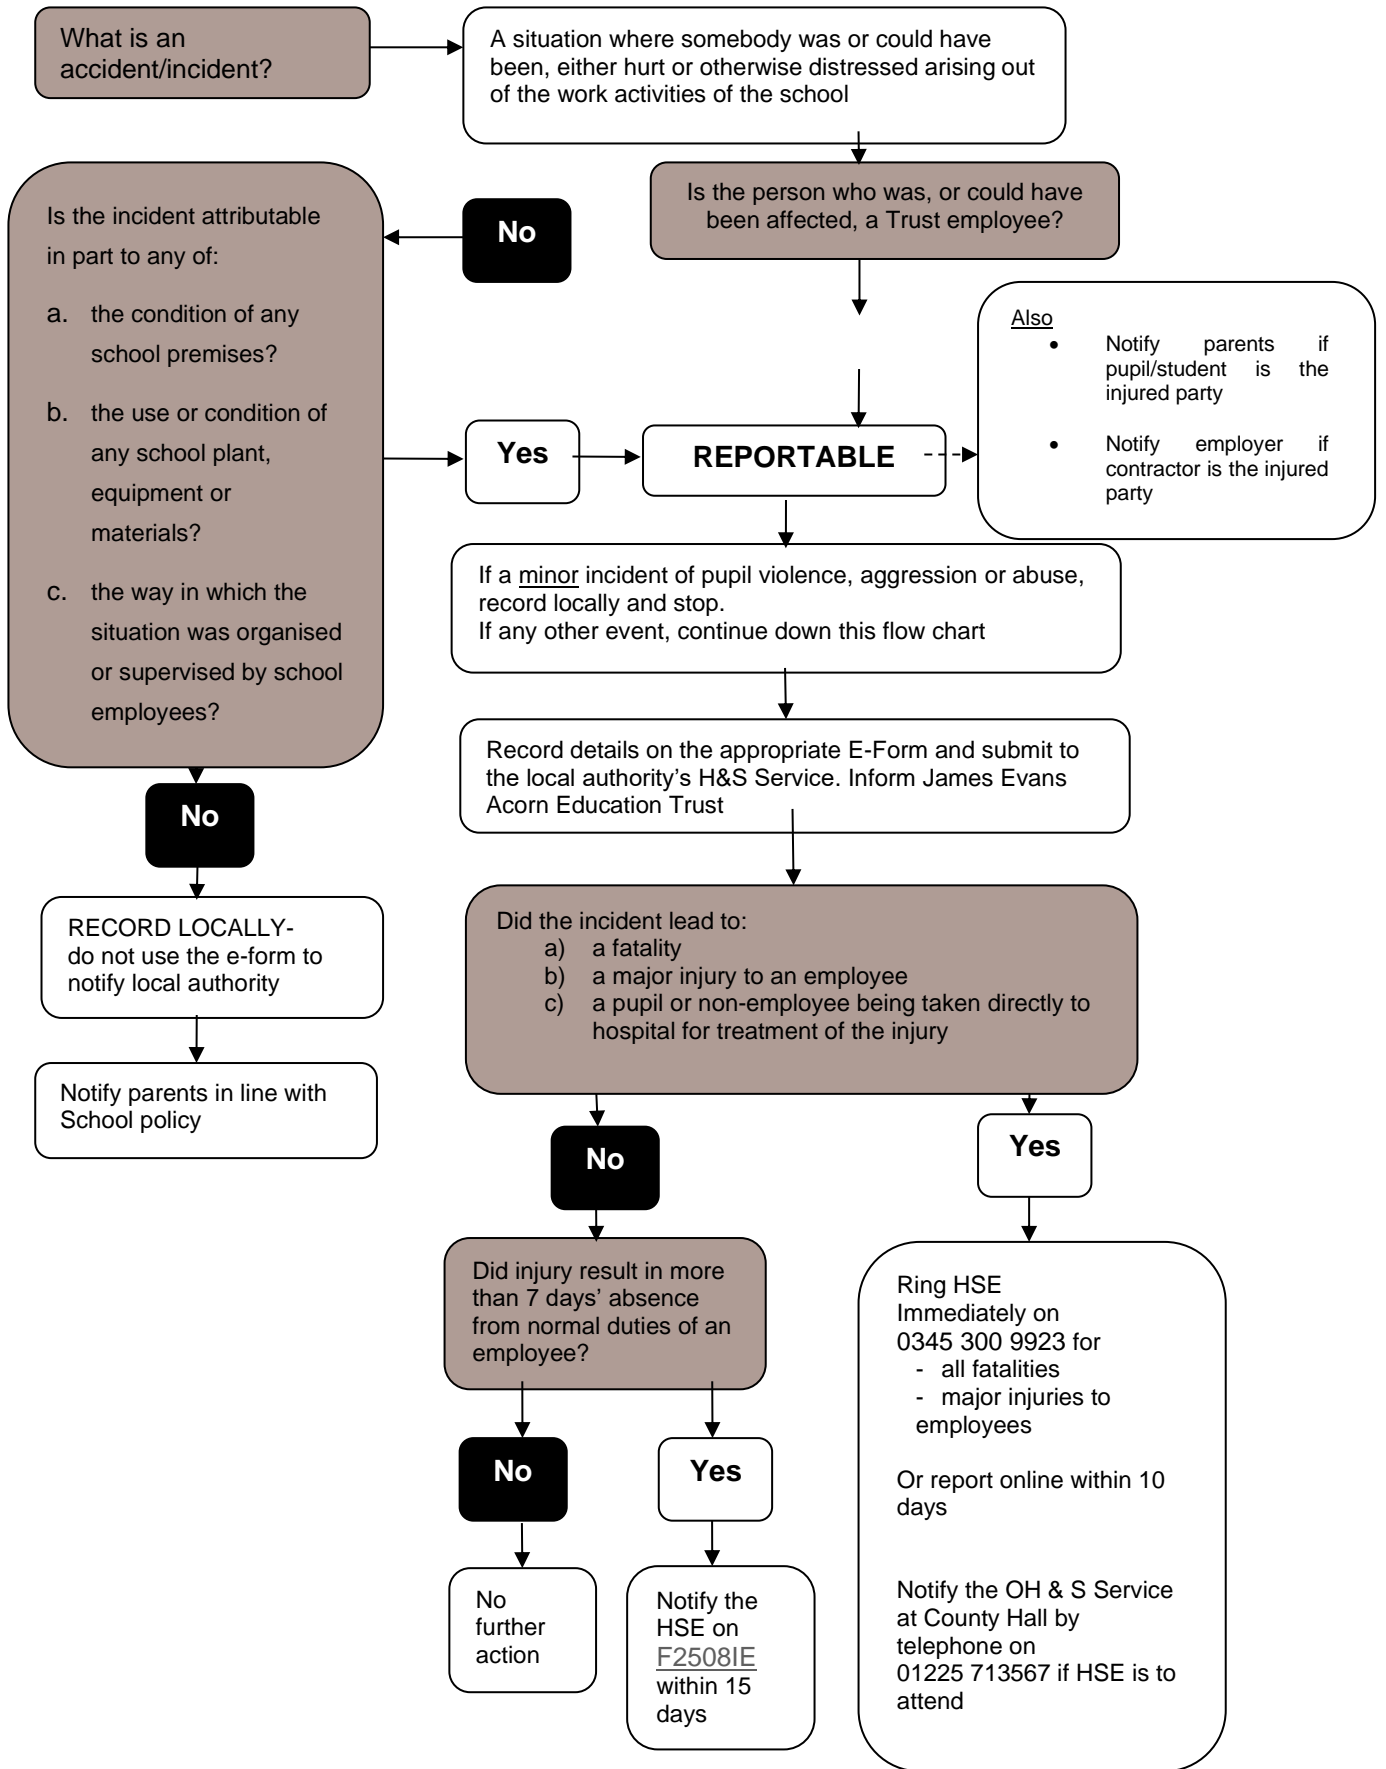 What is an
accident/incident?
A situation where somebody was or could have
been, either hurt or otherwise distressed arising out
of the work activities of the school
Is the person who was, or could have
been affected, a Trust employee?
No
Is the incident attributable
in part to any of:
a. the condition of any
school premises?
b. the use or condition of
any school plant,
equipment or
materials?
c. the way in which the
situation was organised
or supervised by school
employees?
Yes
REPORTABLE
Also
• Notify parents if
pupil/student is the
injured party
• Notify employer if
contractor is the injured
party
If a minor incident of pupil violence, aggression or abuse,
record locally and stop.
If any other event, continue down this flow chart
Record details on the appropriate E-Form and submit to
the local authority’s H&S Service. Inform James Evans
Acorn Education Trust
No
RECORD LOCALLY-
do not use the e-form to
notify local authority
Notify parents in line with
School policy
Did the incident lead to:
a) a fatality
b) a major injury to an employee
c) a pupil or non-employee being taken directly to
hospital for treatment of the injury
No
Yes
Did injury result in more
than 7 days’ absence
from normal duties of an
employee?
No
Yes
No
further
action
Notify the
HSE on
F2508IE
within 15
days
Ring HSE
Immediately on
0345 300 9923 for
- all fatalities
- major injuries to
employees
Or report online within 10
days
Notify the OH & S Service
at County Hall by
telephone on
01225 713567 if HSE is to
attend